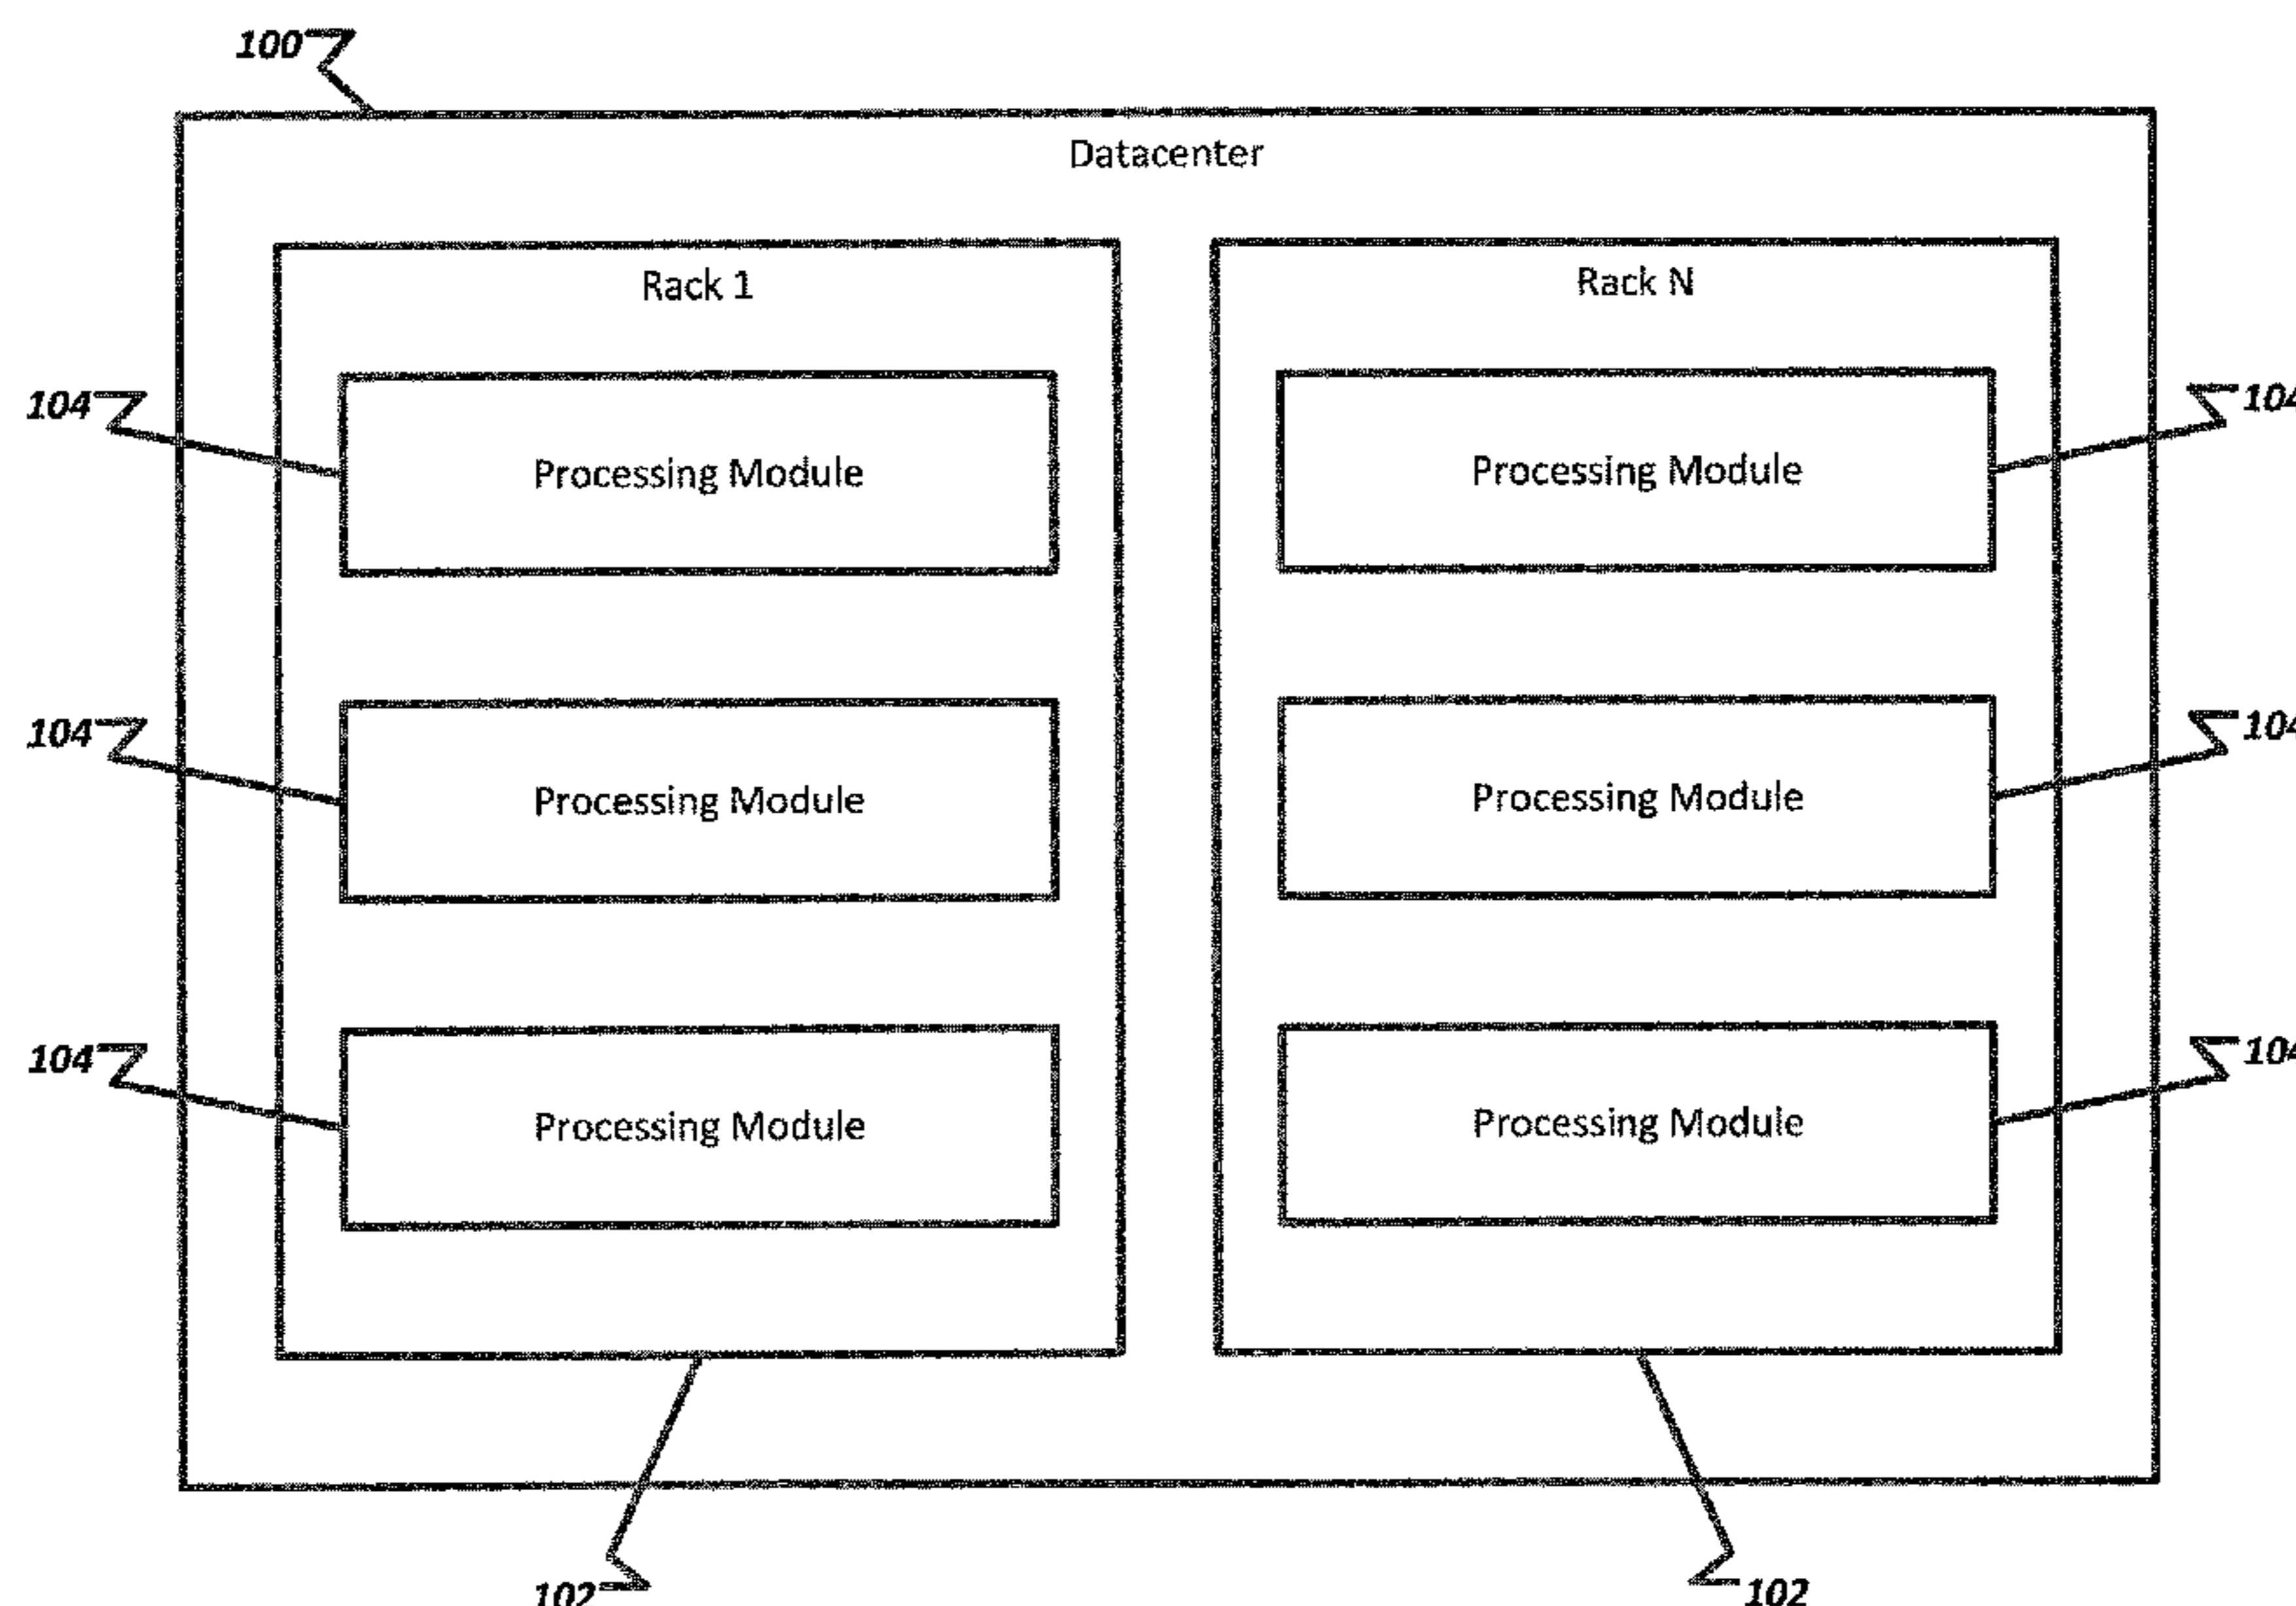 100
Datacenter
Rack 1
Rack N
104
Processing Module
Processing Module
104
104
Processing Module
Processing Module
104
104
Processing Module
Processing Module
104
102
102